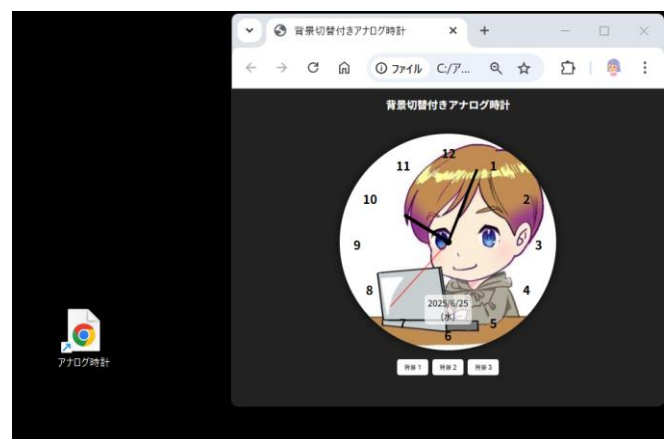 背景切替付きアナログ時計
ファイル C:/ア...
背景切替付きアナログ時計
12
11
1
10
2
9
3
8
4
2025/6/25
(水)
7
5
6
背景 1 背景 2 背景 3
アナログ時計